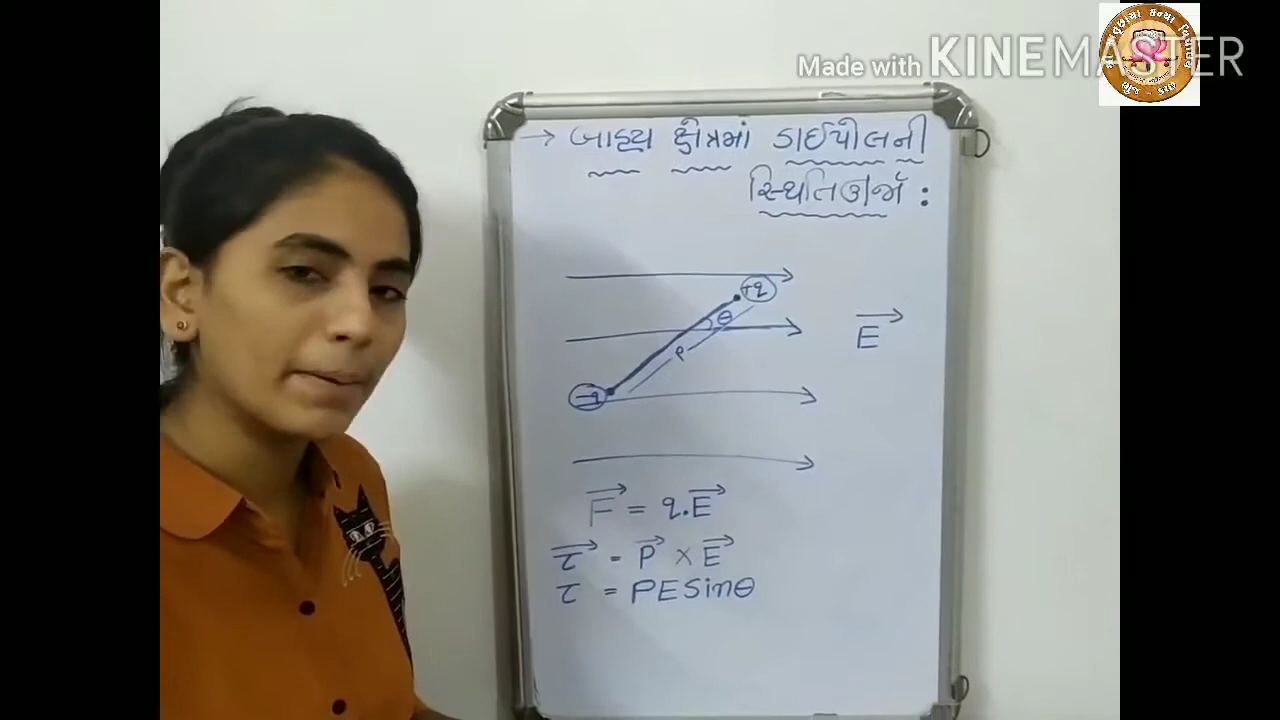 Made with KINEMASTER
→ બાહ્ય ક્ષેત્રમાં ડાઈપોલની
સ્થિતિઊર્જા :
+q
θ
P
E
-q
F = q.E
τ = P × E
τ = PESinθ